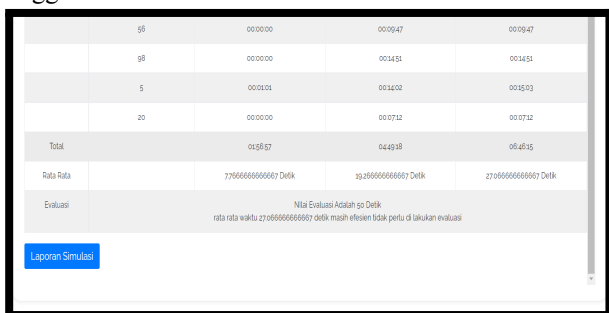 56 00:00:00 00:09:47 00:09:47
98 00:00:00 00:14:51 00:14:51
5 00:01:01 00:14:02 00:15:03
20 00:00:00 00:07:12 00:07:12
Total 01:56:57 04:49:18 06:46:15
Rata Rata 7.7666666666667 Detik 19.266666666667 Detik 27.066666666667 Detik
Evaluasi Nilai Evaluasi Adalah 50 Detik
rata rata waktu 27.066666666667 detik masih efesien tidak perlu di lakukan evaluasi
Laporan Simulasi